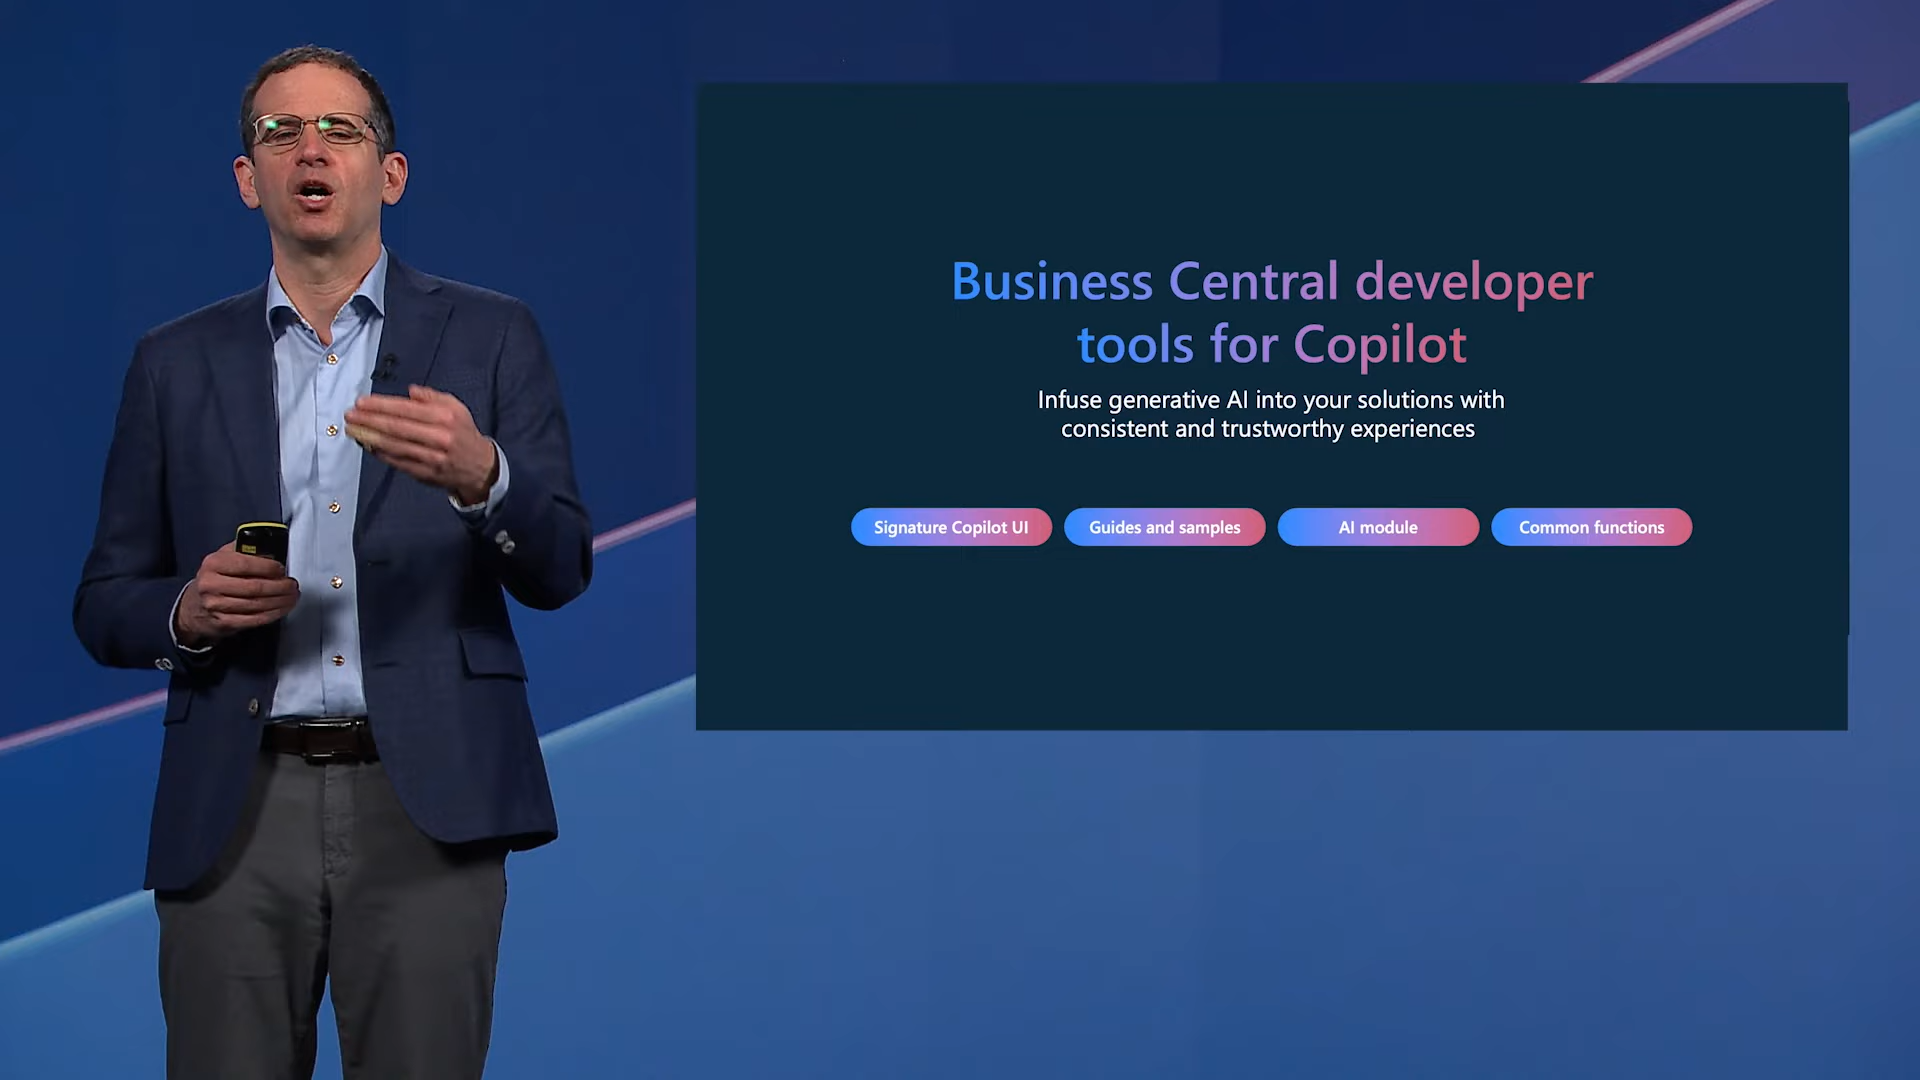 Business Central developer
tools for Copilot
Infuse generative AI into your solutions with
consistent and trustworthy experiences
Signature Copilot UI
Guides and samples
AI module
Common functions